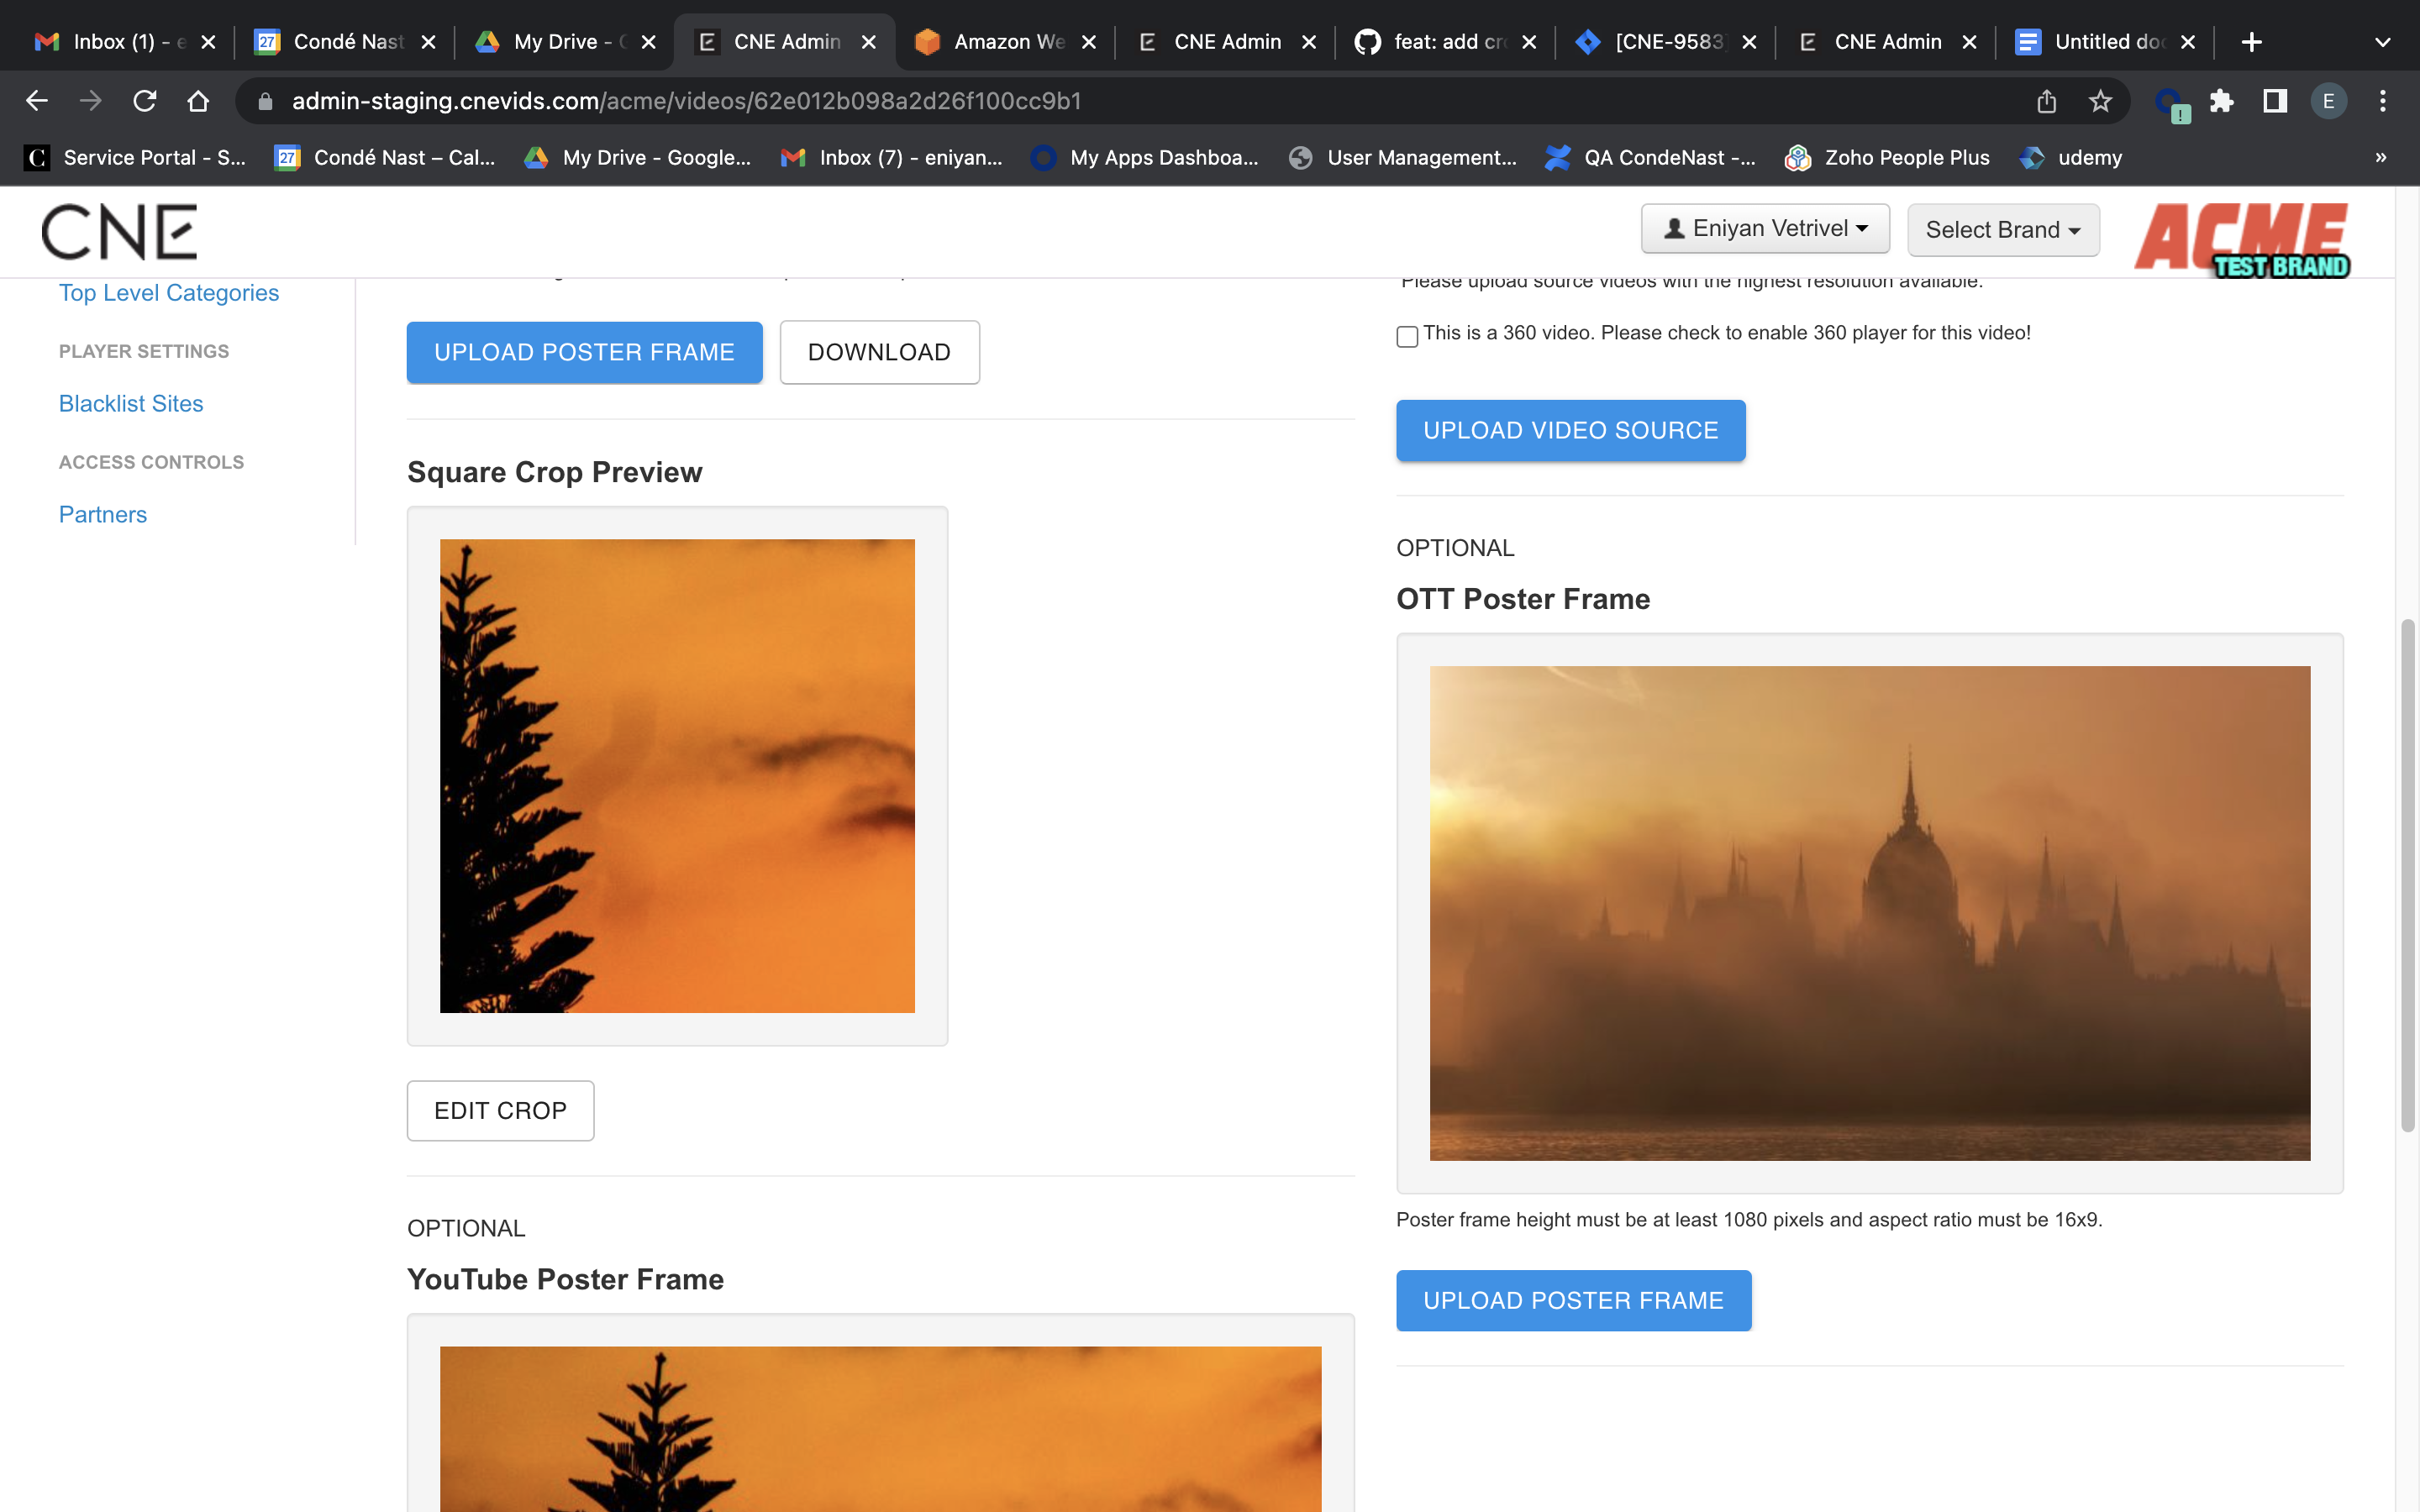 Inbox (1) - e
27 Condé Nast
My Drive - C
CNE Admin
Amazon We
CNE Admin
feat: add cro
[CNE-9583]
CNE Admin
Untitled doc
admin-staging.cnevids.com/acme/videos/62e012b098a2d26f100cc9b1
E
C Service Portal - S...
27 Condé Nast – Cal...
My Drive - Google...
Inbox (7) - eniyan...
My Apps Dashboa...
User Management...
QA CondeNast -...
Zoho People Plus
udemy
»
CNE
Eniyan Vetrivel
Select Brand
ACME
TEST BRAND
Top Level Categories
PLAYER SETTINGS
Blacklist Sites
ACCESS CONTROLS
Partners
UPLOAD POSTER FRAME
DOWNLOAD
Square Crop Preview
EDIT CROP
OPTIONAL
YouTube Poster Frame
Please upload source videos with the highest resolution available.
This is a 360 video. Please check to enable 360 player for this video!
UPLOAD VIDEO SOURCE
OPTIONAL
OTT Poster Frame
Poster frame height must be at least 1080 pixels and aspect ratio must be 16x9.
UPLOAD POSTER FRAME